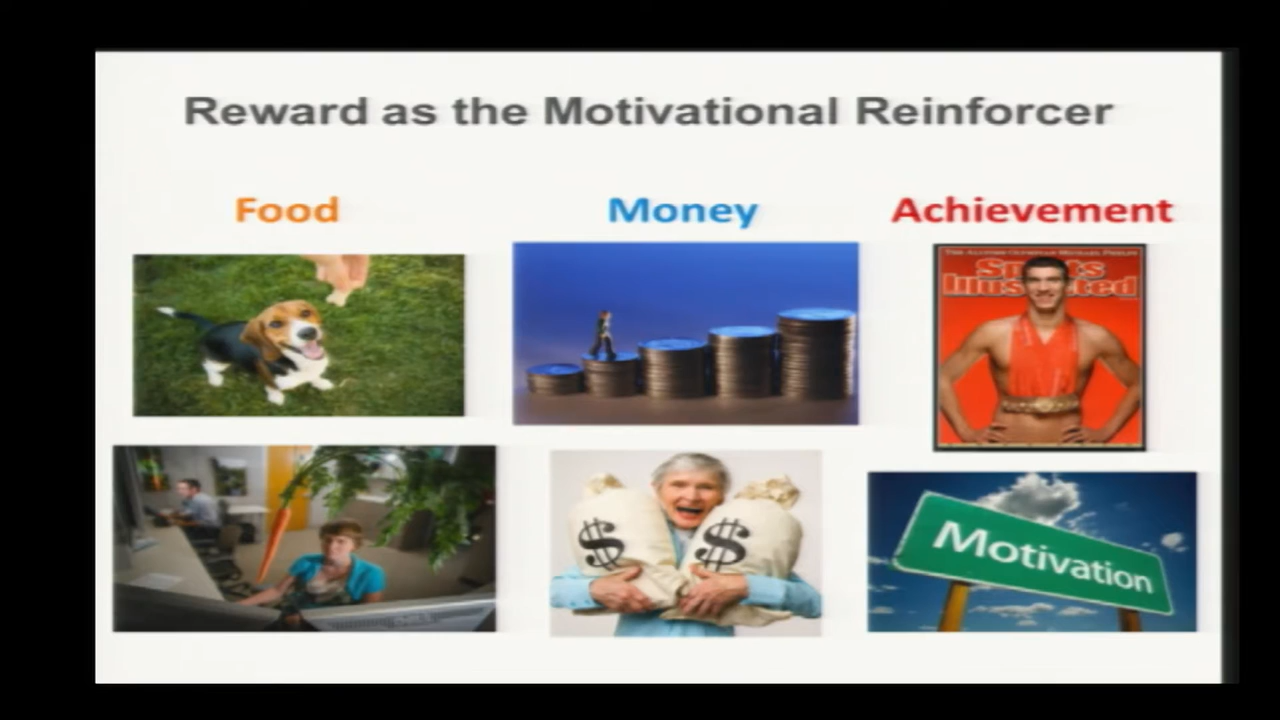 Reward as the Motivational Reinforcer
Food
Money
Achievement
Sports
Illustrated
$
$
Motivation